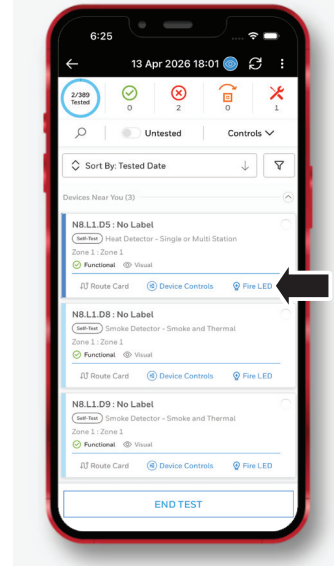 6:25
13 Apr 2026 18:01
2/389
Tested
0
2
0
1
Untested
Controls
Sort By: Tested Date
Devices Near You (3)
N8.L1.D5 : No Label
Self-Test Heat Detector - Single or Multi Station
Zone 1 : Zone 1
Functional Visual
Route Card Device Controls Fire LED
N8.L1.D8 : No Label
Self-Test Smoke Detector - Smoke and Thermal
Zone 1 : Zone 1
Functional Visual
Route Card Device Controls Fire LED
N8.L1.D9 : No Label
Self-Test Smoke Detector - Smoke and Thermal
Zone 1 : Zone 1
Functional Visual
Route Card Device Controls Fire LED
END TEST